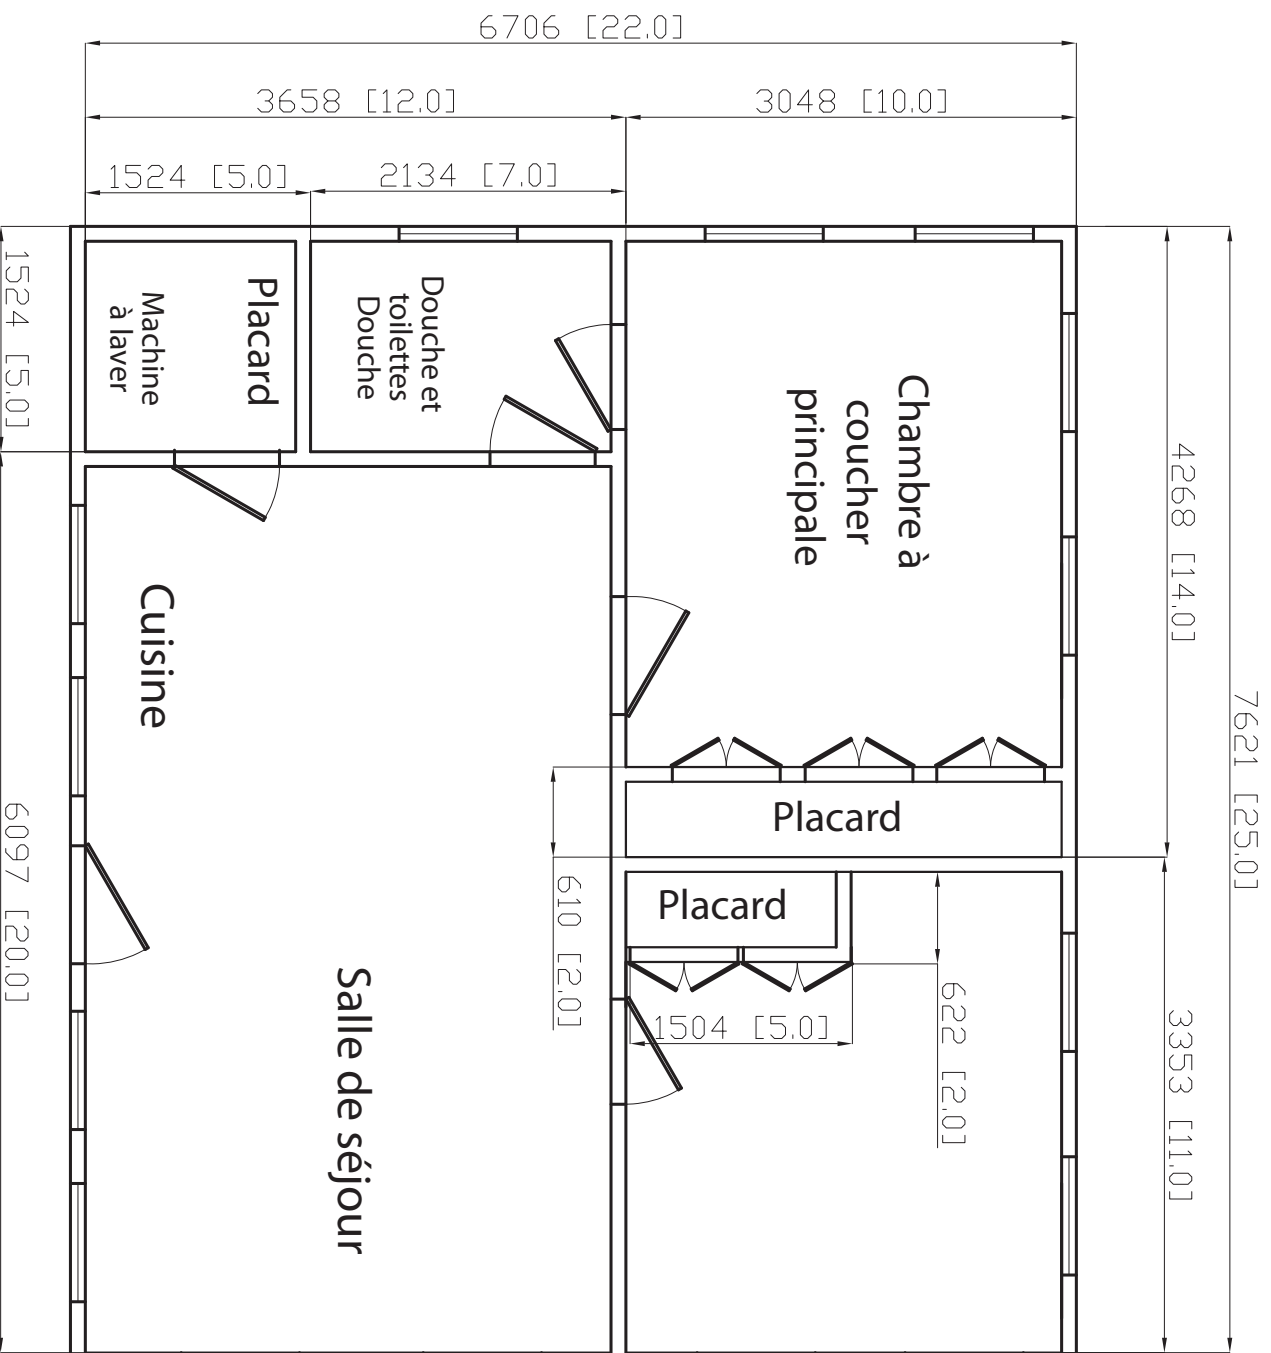 6706 [22.0]
3658 [12.0]
3048 [10.0]
1524 [5.0]
2134 [7.0]
1524 [5.0]
6097 [20.0]
4268 [14.0]
7621 [25.0]
3353 [11.0]
Placard
Machine
à laver
Douche et
toilettes
Douche
Chambre à
coucher
principale
Cuisine
Placard
Placard
610 [2.0]
622 [2.0]
1504 [5.0]
Salle de séjour